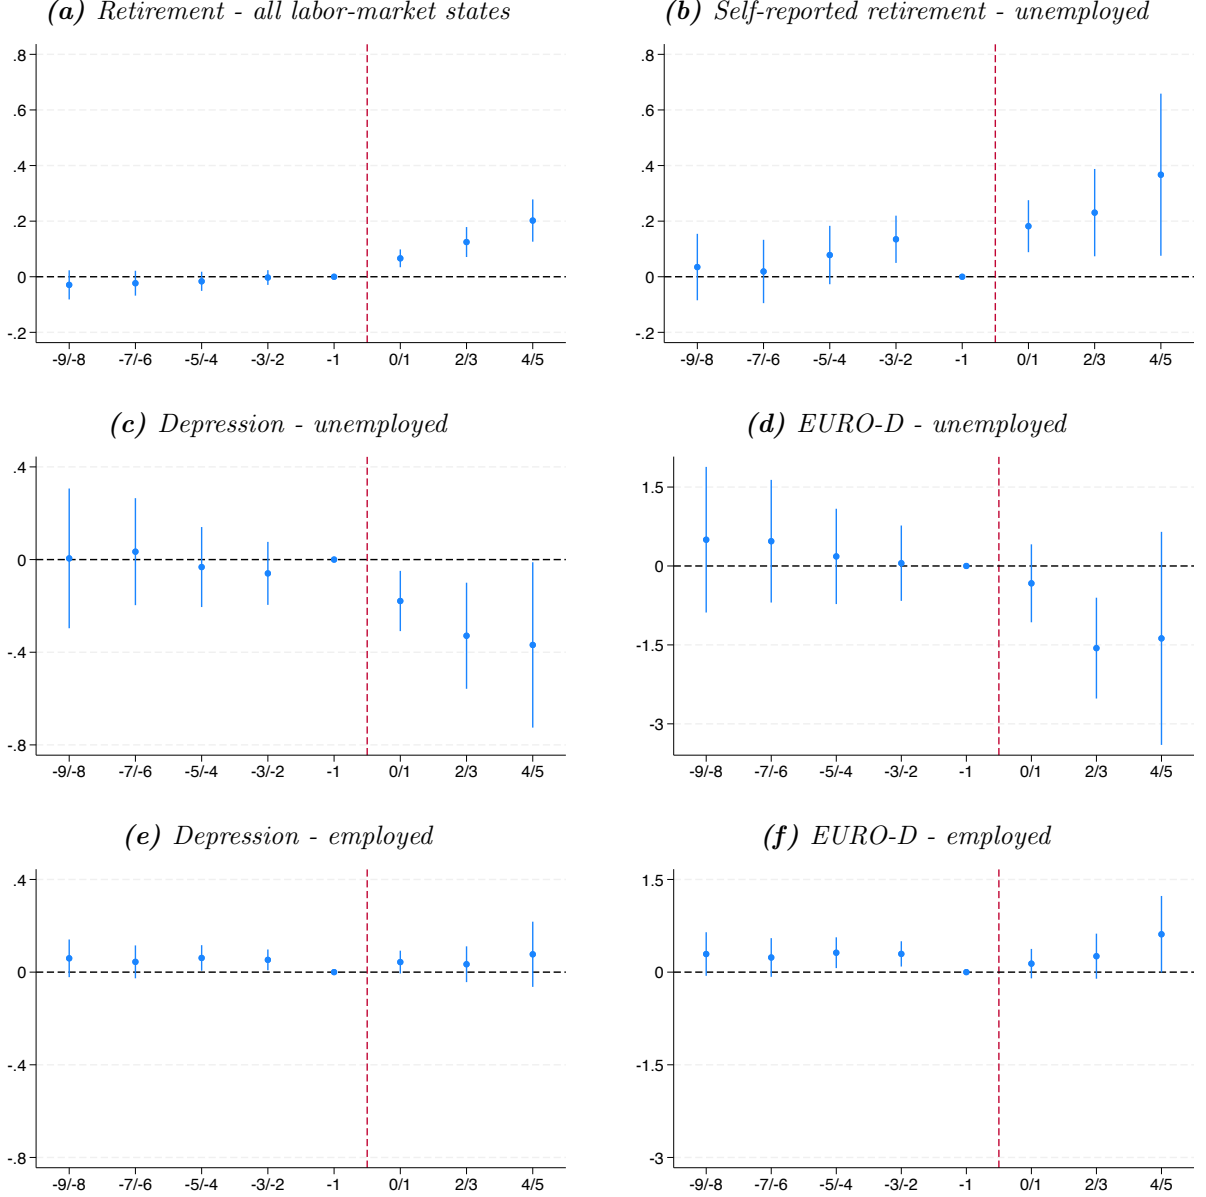 (a) Retirement - all labor-market states
.8
.6
.4
.2
0
-.2
-9/-8 -7/-6 -5/-4 -3/-2 -1 0/1 2/3 4/5
(b) Self-reported retirement - unemployed
.8
.6
.4
.2
0
-.2
-9/-8 -7/-6 -5/-4 -3/-2 -1 0/1 2/3 4/5
(c) Depression - unemployed
.4
0
-.4
-.8
-9/-8 -7/-6 -5/-4 -3/-2 -1 0/1 2/3 4/5
(d) EURO-D - unemployed
1.5
0
-1.5
-3
-9/-8 -7/-6 -5/-4 -3/-2 -1 0/1 2/3 4/5
(e) Depression - employed
.4
0
-.4
-.8
-9/-8 -7/-6 -5/-4 -3/-2 -1 0/1 2/3 4/5
(f) EURO-D - employed
1.5
0
-1.5
-3
-9/-8 -7/-6 -5/-4 -3/-2 -1 0/1 2/3 4/5